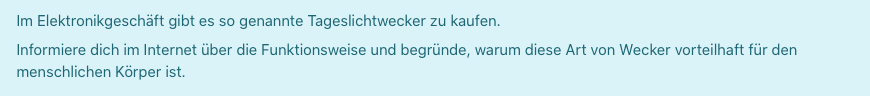 Im Elektronikgeschäft gibt es so genannte Tageslichtwecker zu kaufen.
Informiere dich im Internet über die Funktionsweise und begründe, warum diese Art von Wecker vorteilhaft für den
menschlichen Körper ist.